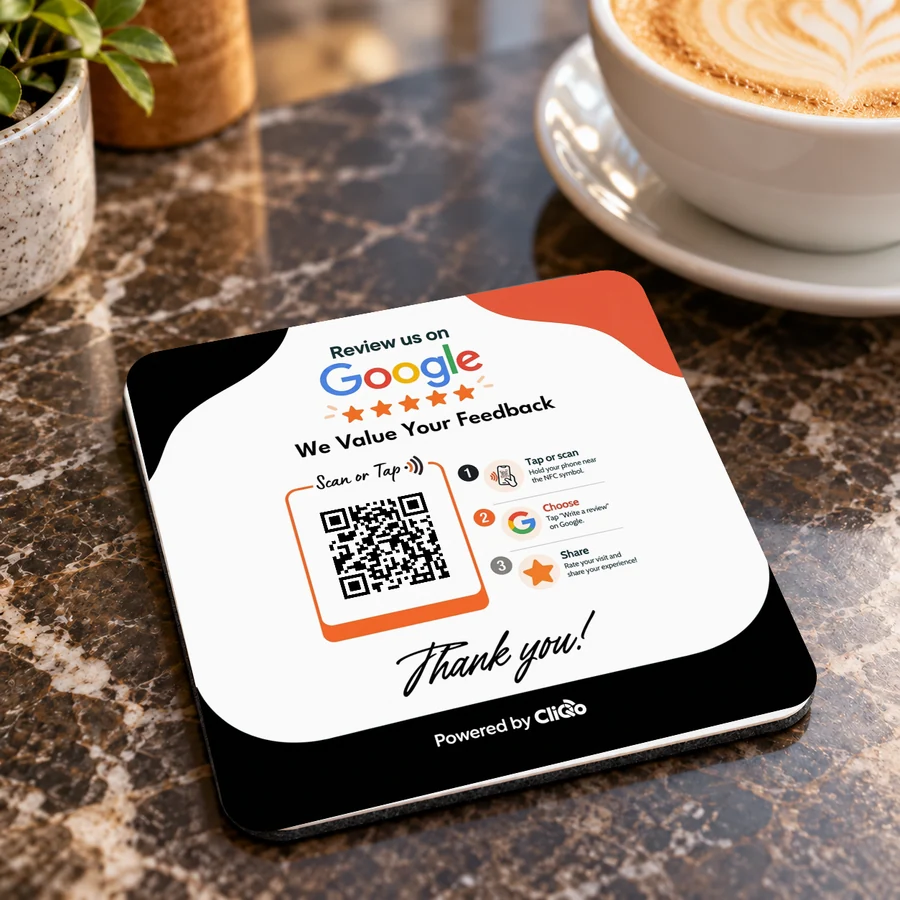 Review us on
Google
We Value Your Feedback
Scan or Tap
1
Tap or scan
Hold your phone near
the NFC symbol.
2
Choose
Tap "Write a review"
on Google.
3
Share
Rate your visit and
share your experience!
Thank you!
Powered by CliQo